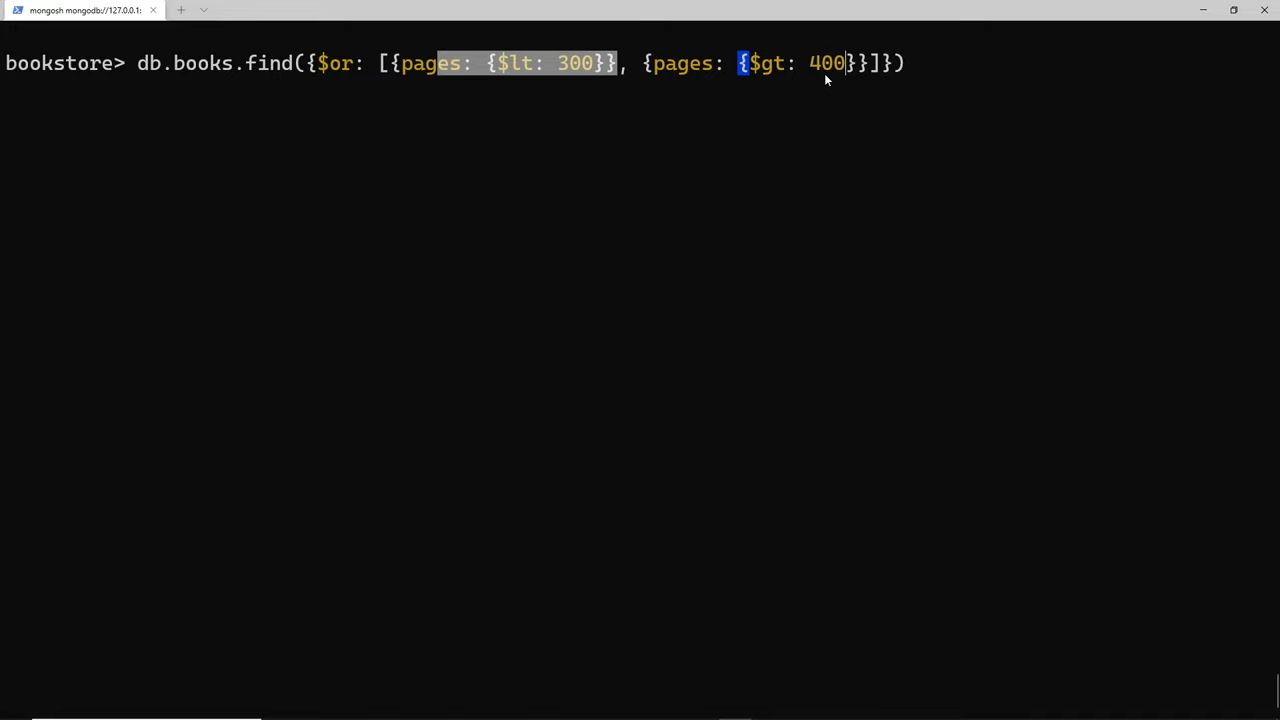 mongosh mongodb://127.0.0.1:
bookstore> db.books.find({$or: [{pages: {$lt: 300}}, {pages: {$gt: 400}}]})